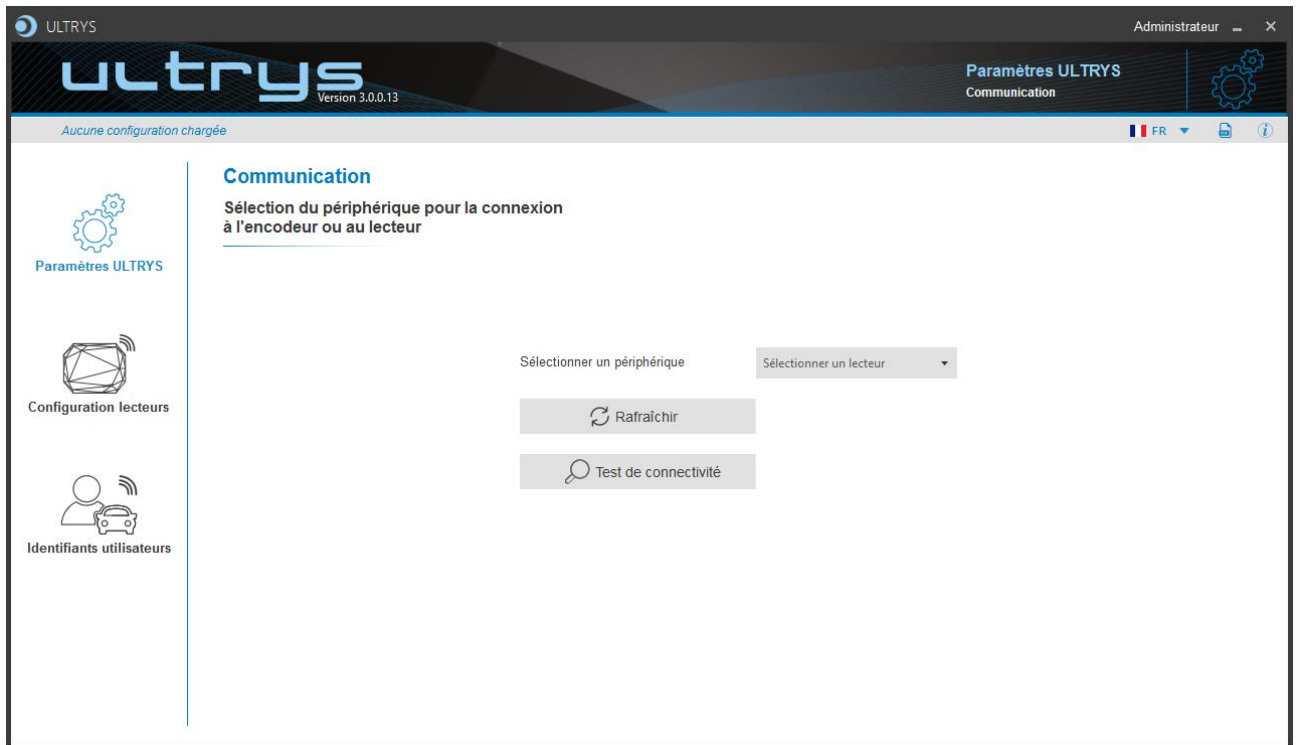 ULTRYS
Administrateur
ultrys
Version 3.0.0.13
Paramètres ULTRYS
Communication
Aucune configuration chargée
FR
Communication
Sélection du périphérique pour la connexion
à l'encodeur ou au lecteur
Paramètres ULTRYS
Configuration lecteurs
Identifiants utilisateurs
Sélectionner un périphérique
Sélectionner un lecteur
Rafraîchir
Test de connectivité